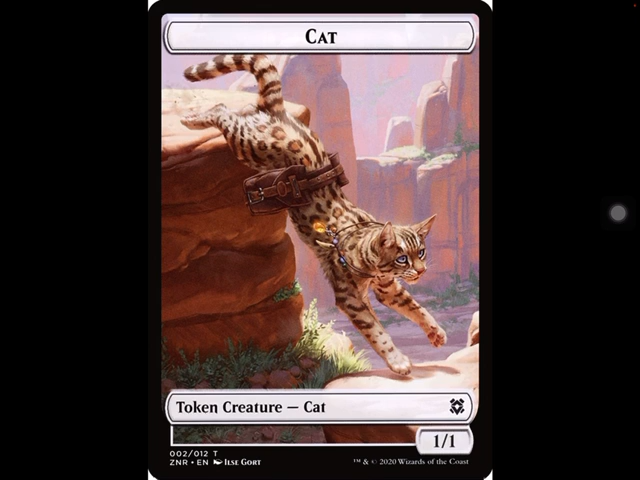 Cat
Token Creature — Cat
1/1
002/012 T
ZNR • EN Ilse Gort
™ & © 2020 Wizards of the Coast